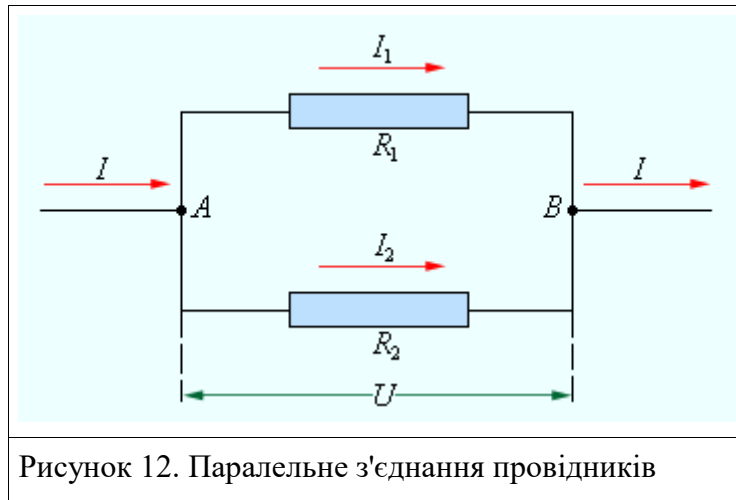 I₁
R₁
I A B I
I₂
R₂
U
Рисунок 12. Паралельне з'єднання провідників